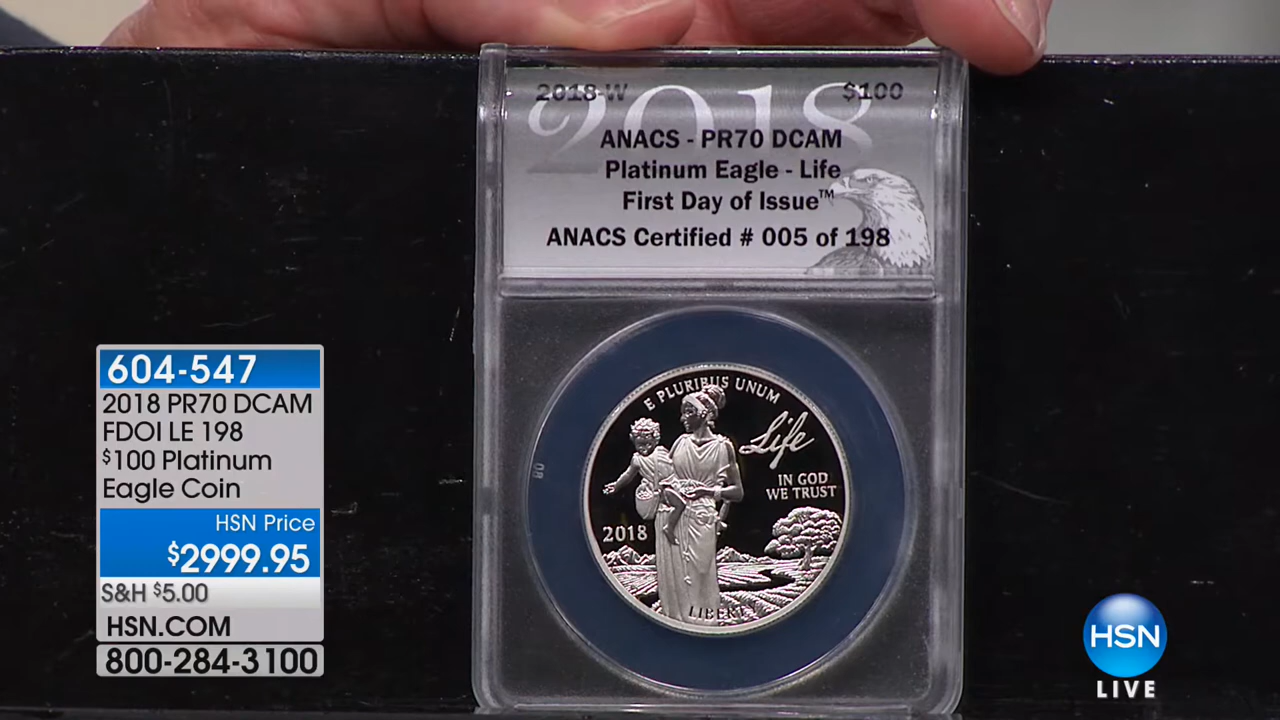 2018
2018-W $100
ANACS - PR70 DCAM
Platinum Eagle - Life
First Day of Issue™
ANACS Certified # 005 of 198
E PLURIBUS UNUM
Life
IN GOD
WE TRUST
2018
LIBERTY
08
604-547
2018 PR70 DCAM
FDOI LE 198
$100 Platinum
Eagle Coin
HSN Price
$2999.95
S&H $5.00
HSN.COM
800-284-3100
HSN
LIVE